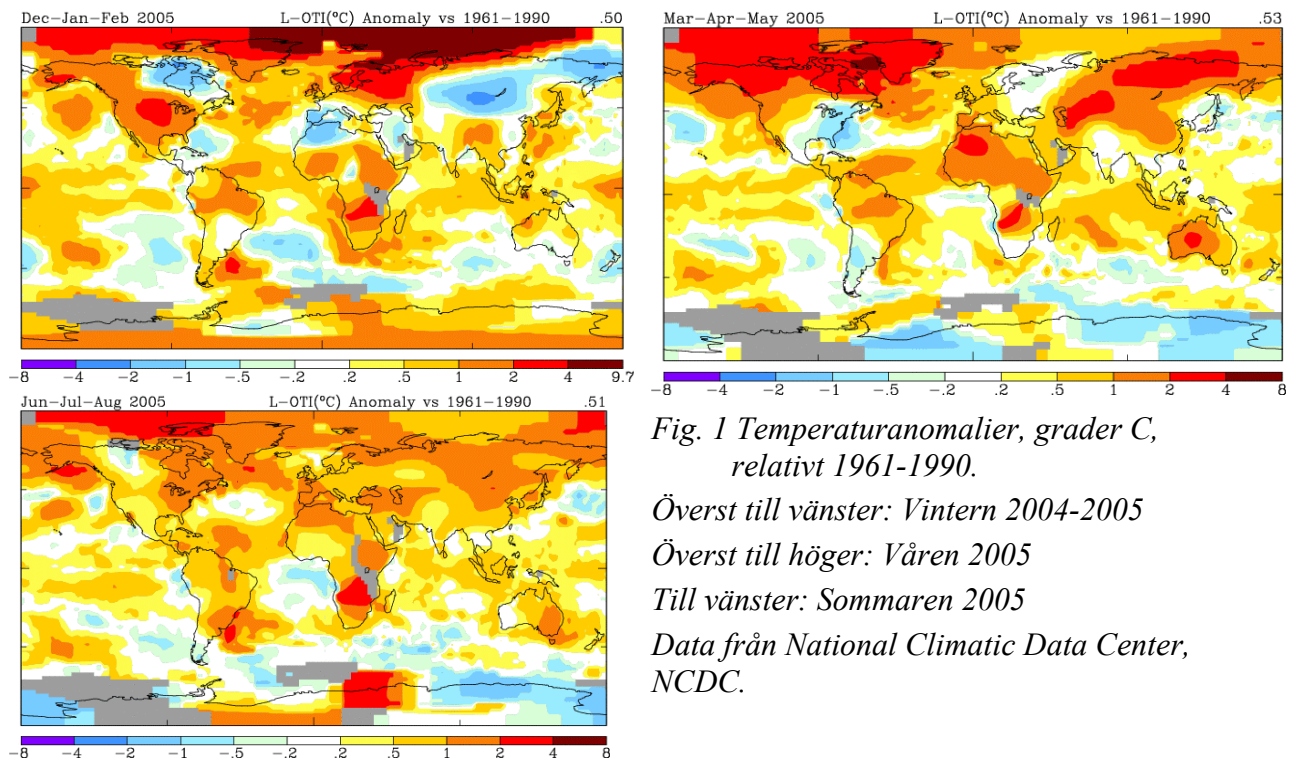 Dec-Jan-Feb 2005 L-OTI(°C) Anomaly vs 1961-1990 .50
-8 -4 -2 -1 -.5 -.2 .2 .5 1 2 4 9.7
Mar-Apr-May 2005 L-OTI(°C) Anomaly vs 1961-1990 .53
-8 -4 -2 -1 -.5 -.2 .2 .5 1 2 4 8
Jun-Jul-Aug 2005 L-OTI(°C) Anomaly vs 1961-1990 .51
-8 -4 -2 -1 -.5 -.2 .2 .5 1 2 4 8
Fig. 1 Temperaturanomalier, grader C,
relativt 1961-1990.
Överst till vänster: Vintern 2004-2005
Överst till höger: Våren 2005
Till vänster: Sommaren 2005
Data från National Climatic Data Center,
NCDC.